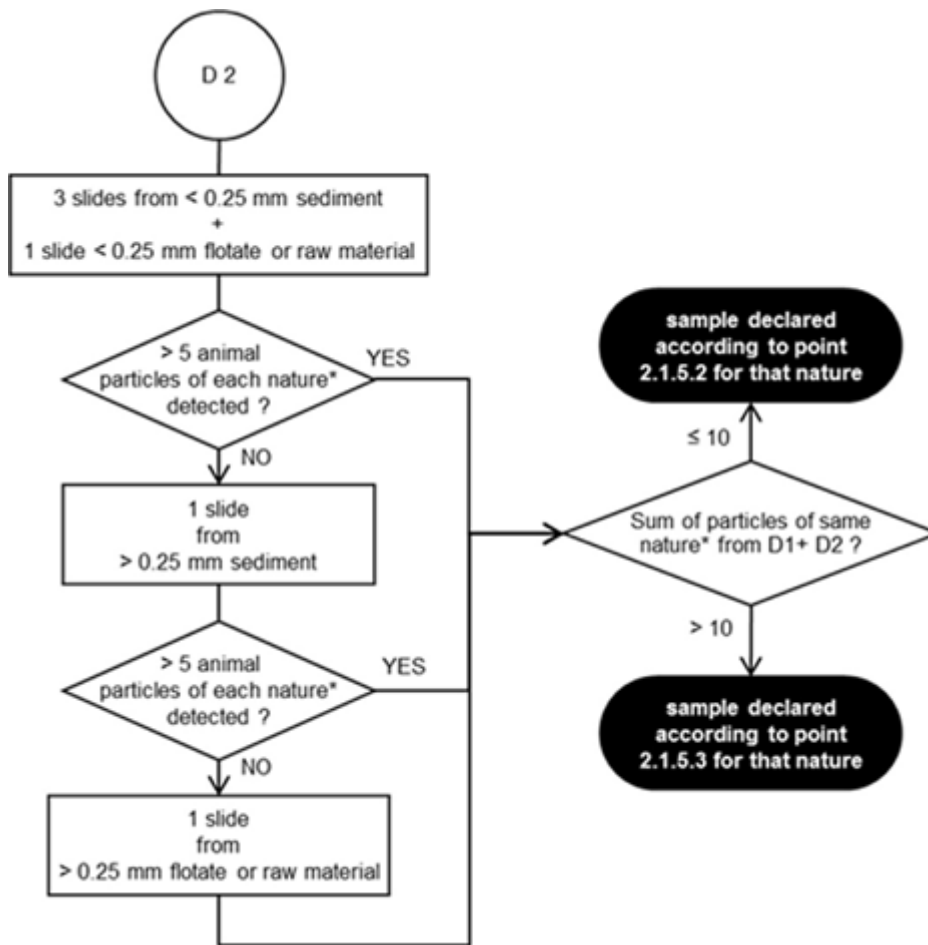 D 2
3 slides from < 0.25 mm sediment
+
1 slide < 0.25 mm flotate or raw material
> 5 animal
particles of each nature*
detected ?
YES
NO
1 slide
from
> 0.25 mm sediment
> 5 animal
particles of each nature*
detected ?
YES
NO
1 slide
from
> 0.25 mm flotate or raw material
sample declared
according to point
2.1.5.2 for that nature
≤ 10
Sum of particles of same
nature* from D1+ D2 ?
> 10
sample declared
according to point
2.1.5.3 for that nature